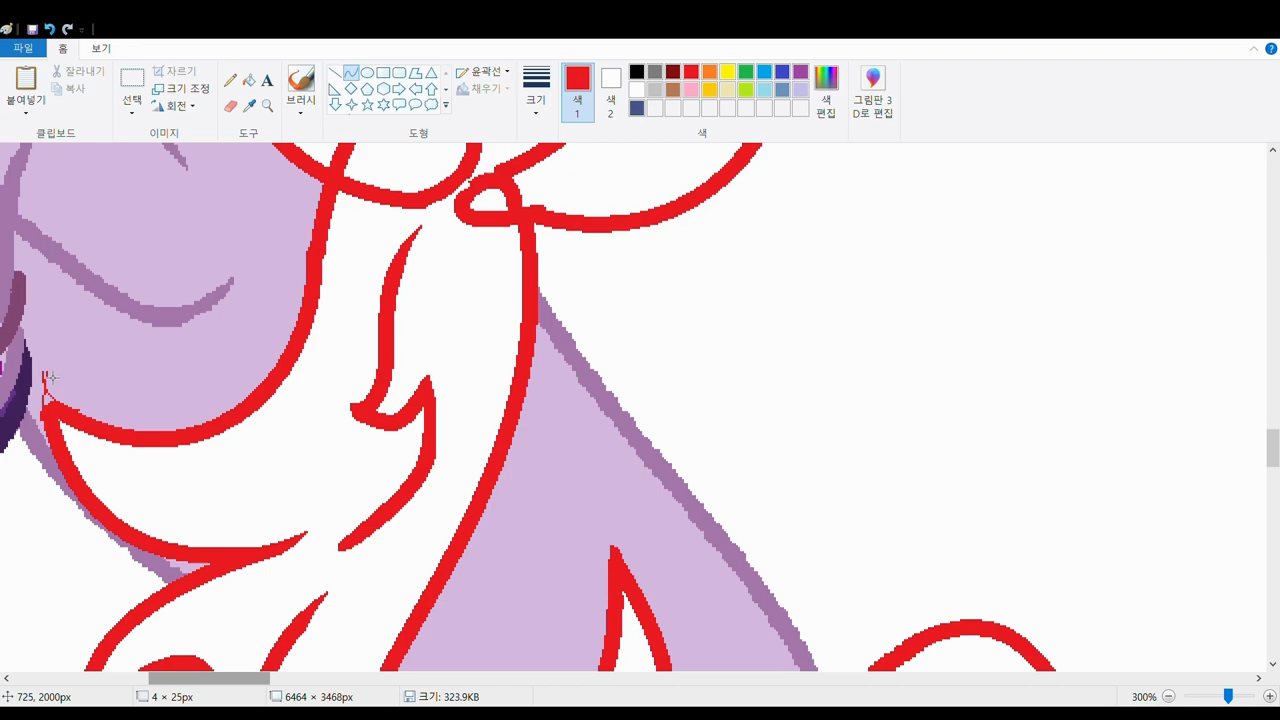 파일 홈 보기
붙여넣기 잘라내기 복사 선택 자르기 크기 조정 회전 A 브러시 윤곽선 채우기 크기 색 1 색 2 색 편집 그림판 3D로 편집
클립보드 이미지 도구 도형 색
725, 2000px 4 × 25px 6464 × 3468px 크기: 323.9KB 300%